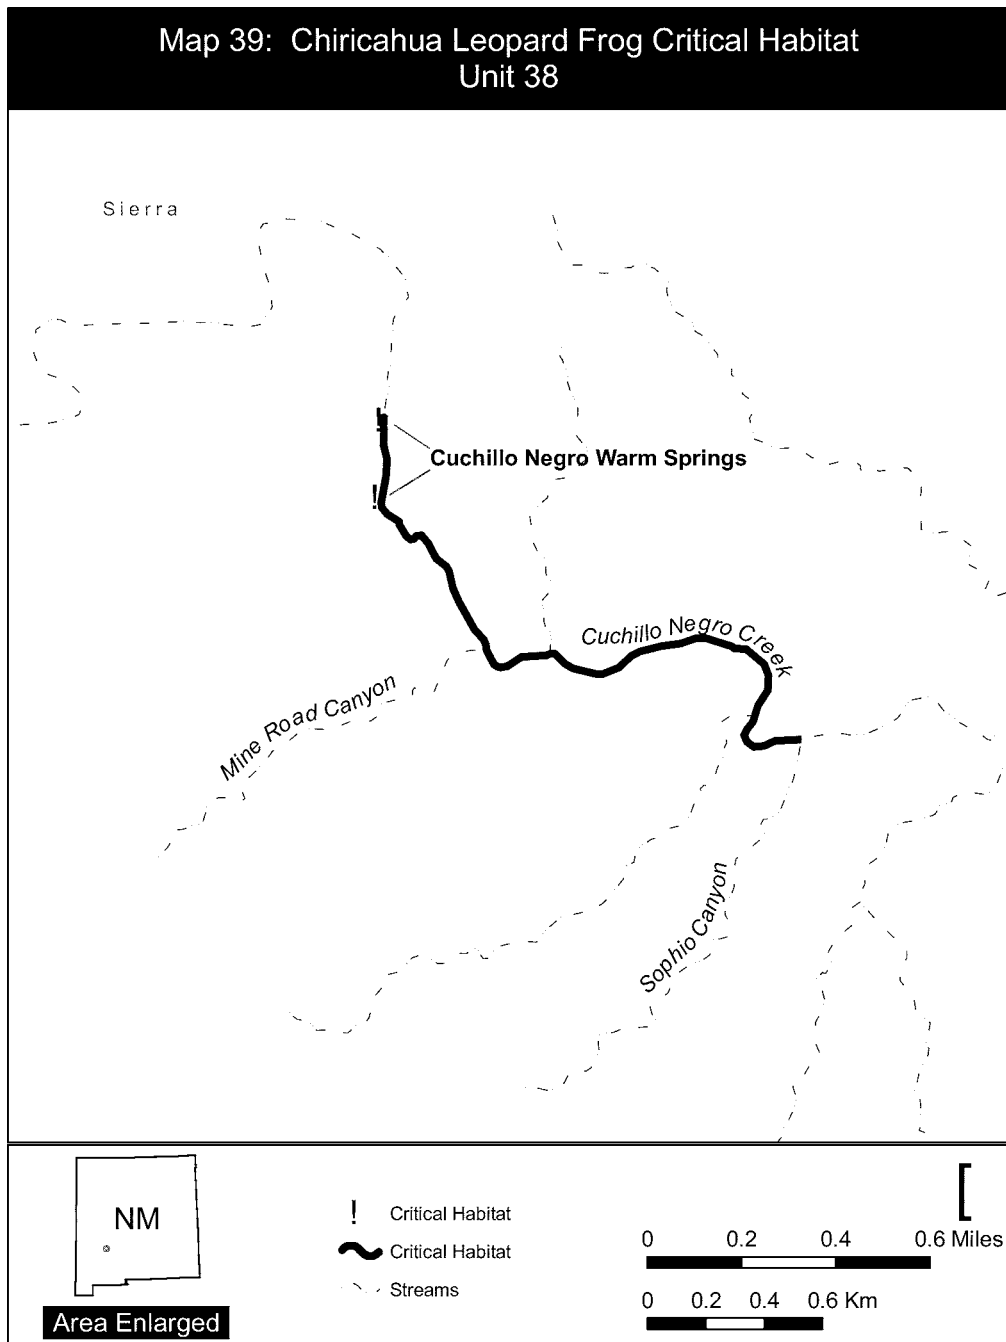 Map 39: Chiricahua Leopard Frog Critical Habitat
Unit 38
Sierra
!
Cuchillo Negro Warm Springs
!
Cuchillo Negro Creek
Mine Road Canyon
Sophio Canyon
NM
Area Enlarged
! Critical Habitat
Critical Habitat
Streams
[
0 0.2 0.4 0.6 Miles
0 0.2 0.4 0.6 Km